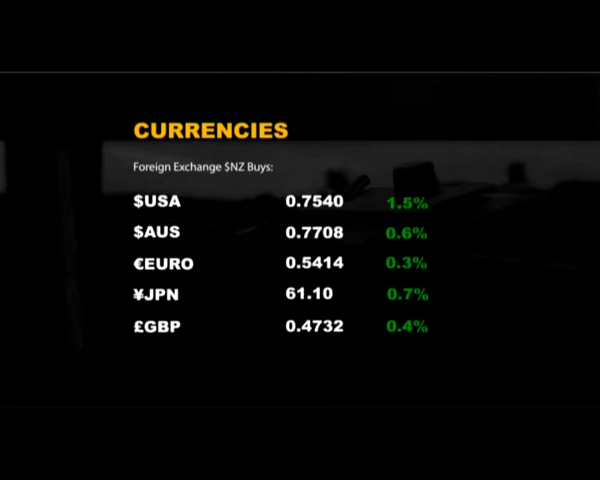 CURRENCIES
Foreign Exchange $NZ Buys:
$USA 0.7540 1.5%
$AUS 0.7708 0.6%
€EURO 0.5414 0.3%
¥JPN 61.10 0.7%
£GBP 0.4732 0.4%